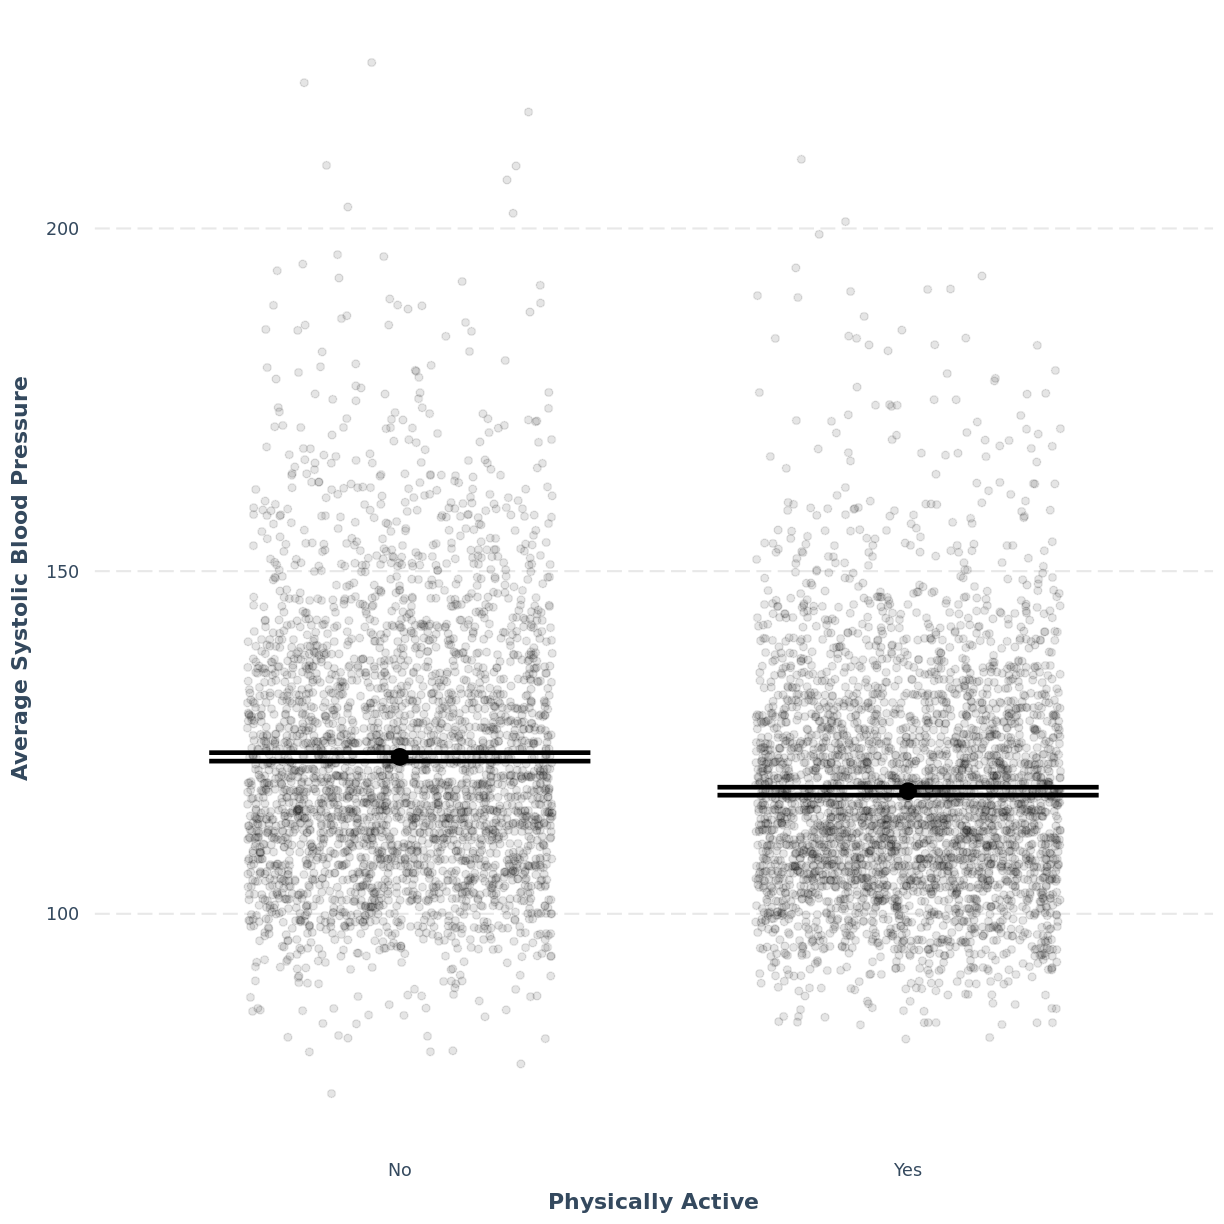 200
150
100
Average Systolic Blood Pressure
No
Yes
Physically Active